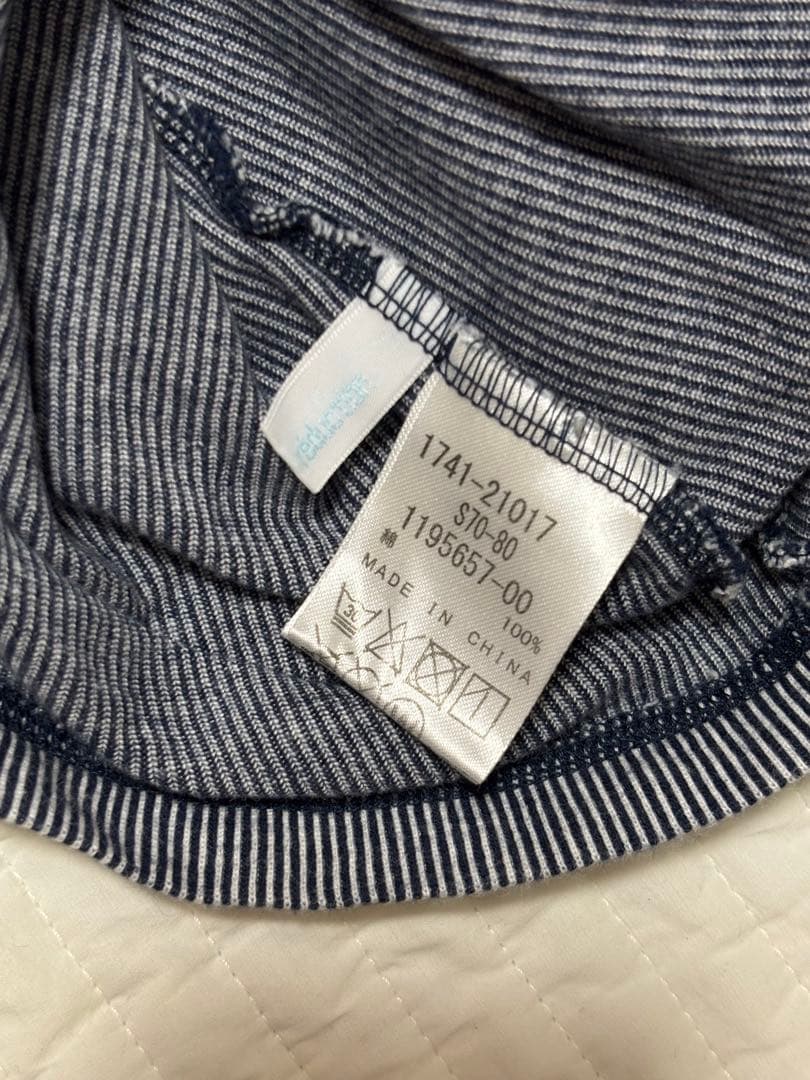 1741-21017
S70-80
1195657-00
綿 100%
MADE IN CHINA